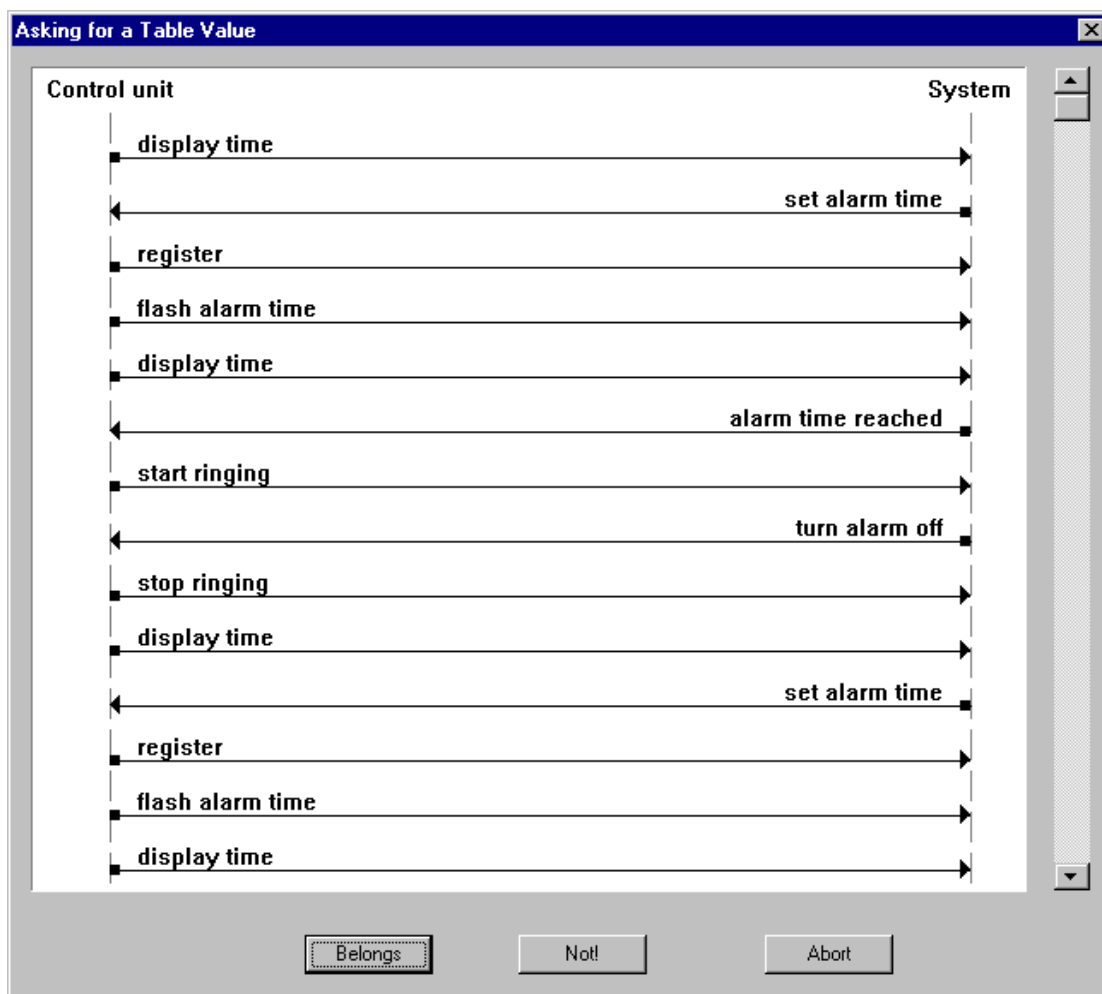 Asking for a Table Value
Control unit System
display time
set alarm time
register
flash alarm time
display time
alarm time reached
start ringing
turn alarm off
stop ringing
display time
set alarm time
register
flash alarm time
display time
Belongs Not! Abort